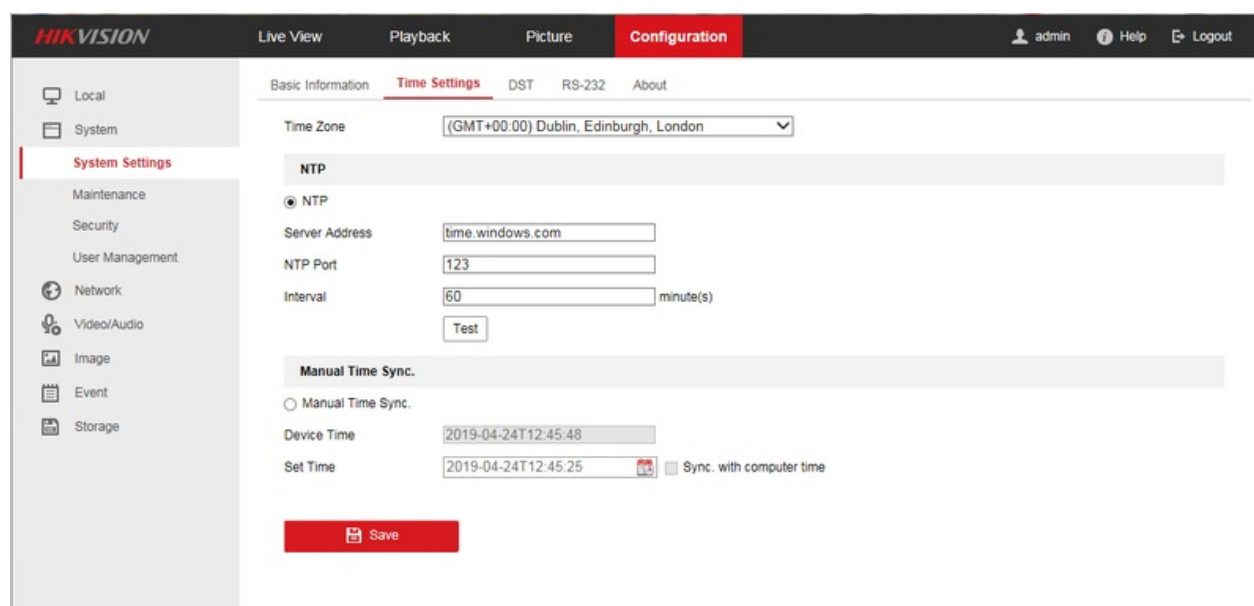 HIKVISION Live View Playback Picture Configuration admin Help Logout
Local
System
System Settings
Maintenance
Security
User Management
Network
Video/Audio
Image
Event
Storage
Basic Information Time Settings DST RS-232 About
Time Zone (GMT+00:00) Dublin, Edinburgh, London
NTP
NTP
Server Address time.windows.com
NTP Port 123
Interval 60 minute(s)
Test
Manual Time Sync.
Manual Time Sync.
Device Time 2019-04-24T12:45:48
Set Time 2019-04-24T12:45:25 Sync. with computer time
Save